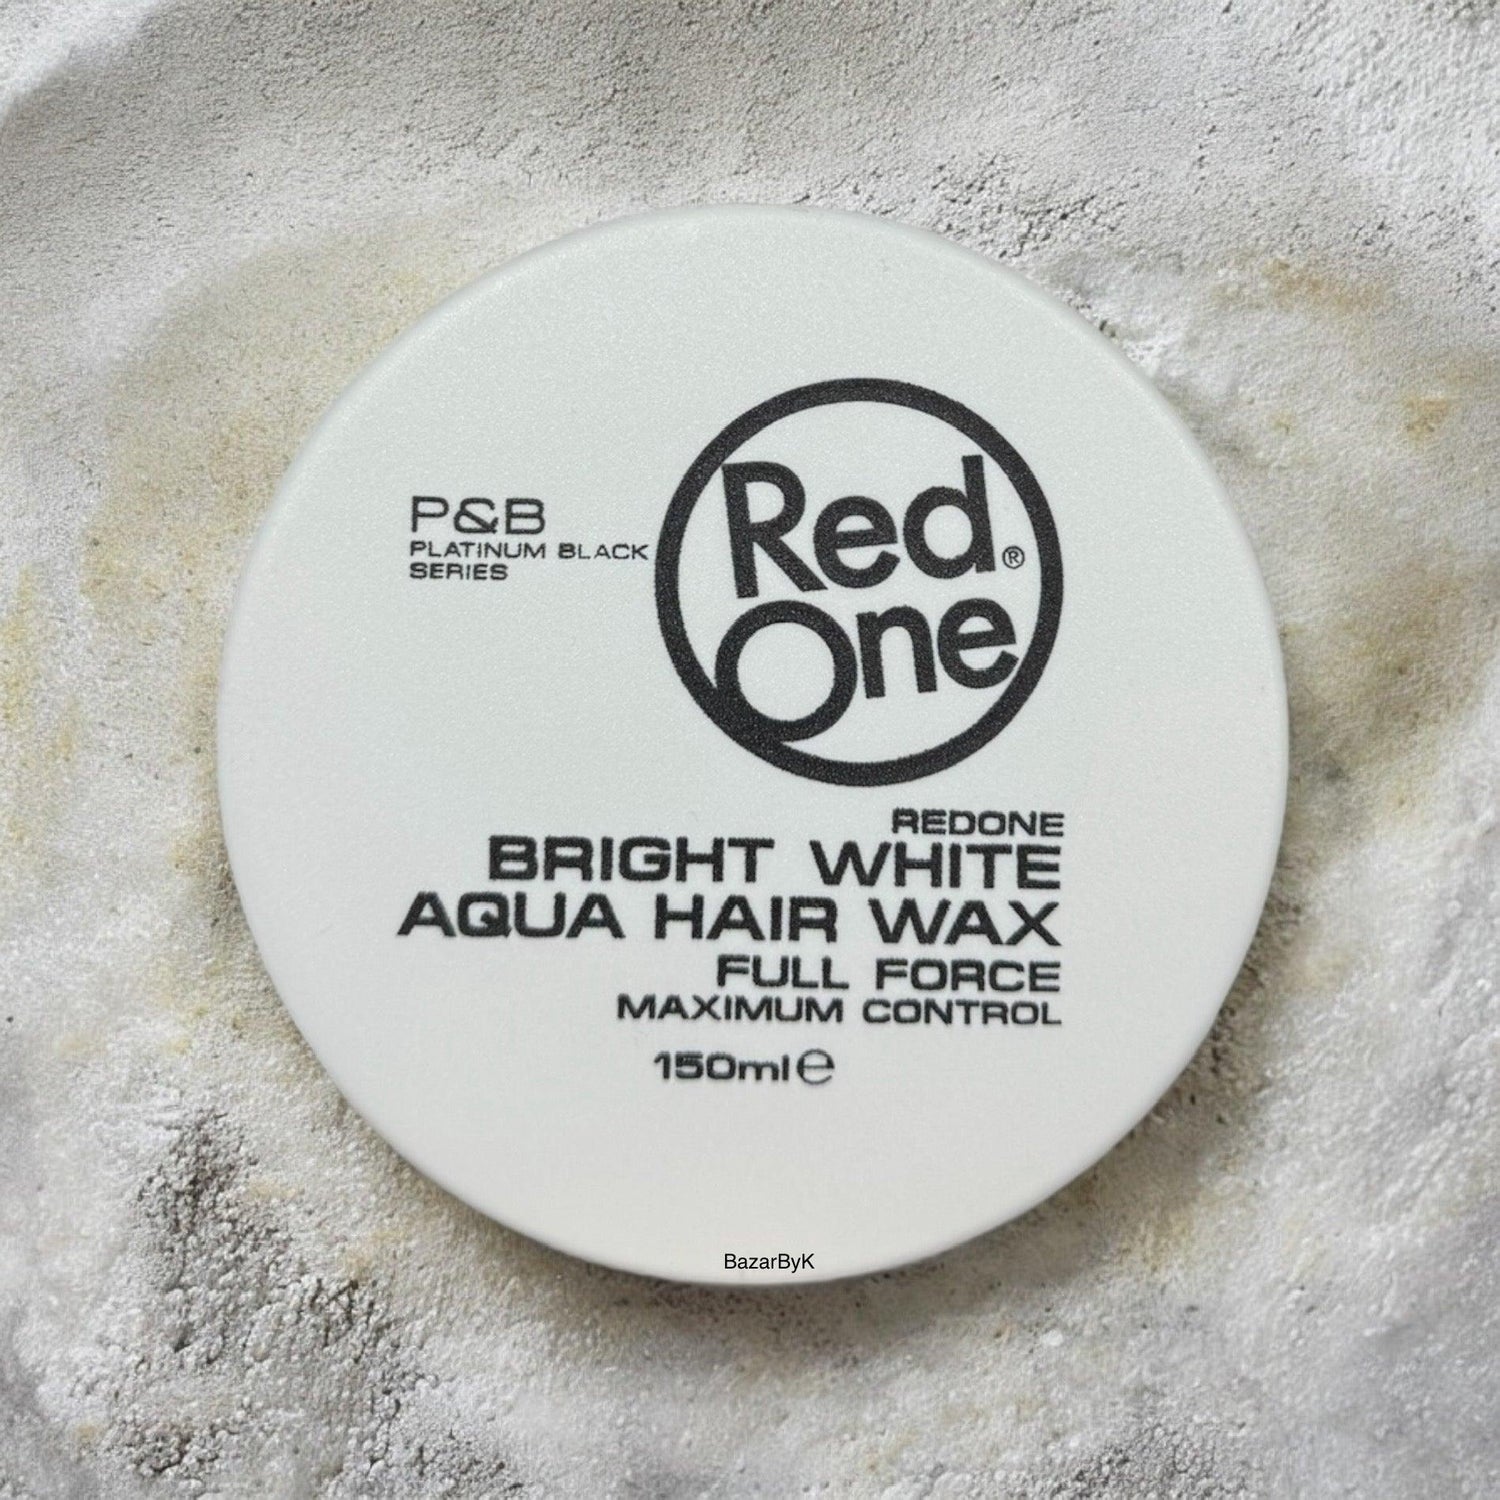 P&B
PLATINUM BLACK
SERIES
Red
One®
REDONE
BRIGHT WHITE
AQUA HAIR WAX
FULL FORCE
MAXIMUM CONTROL
150ml℮
BazarByK